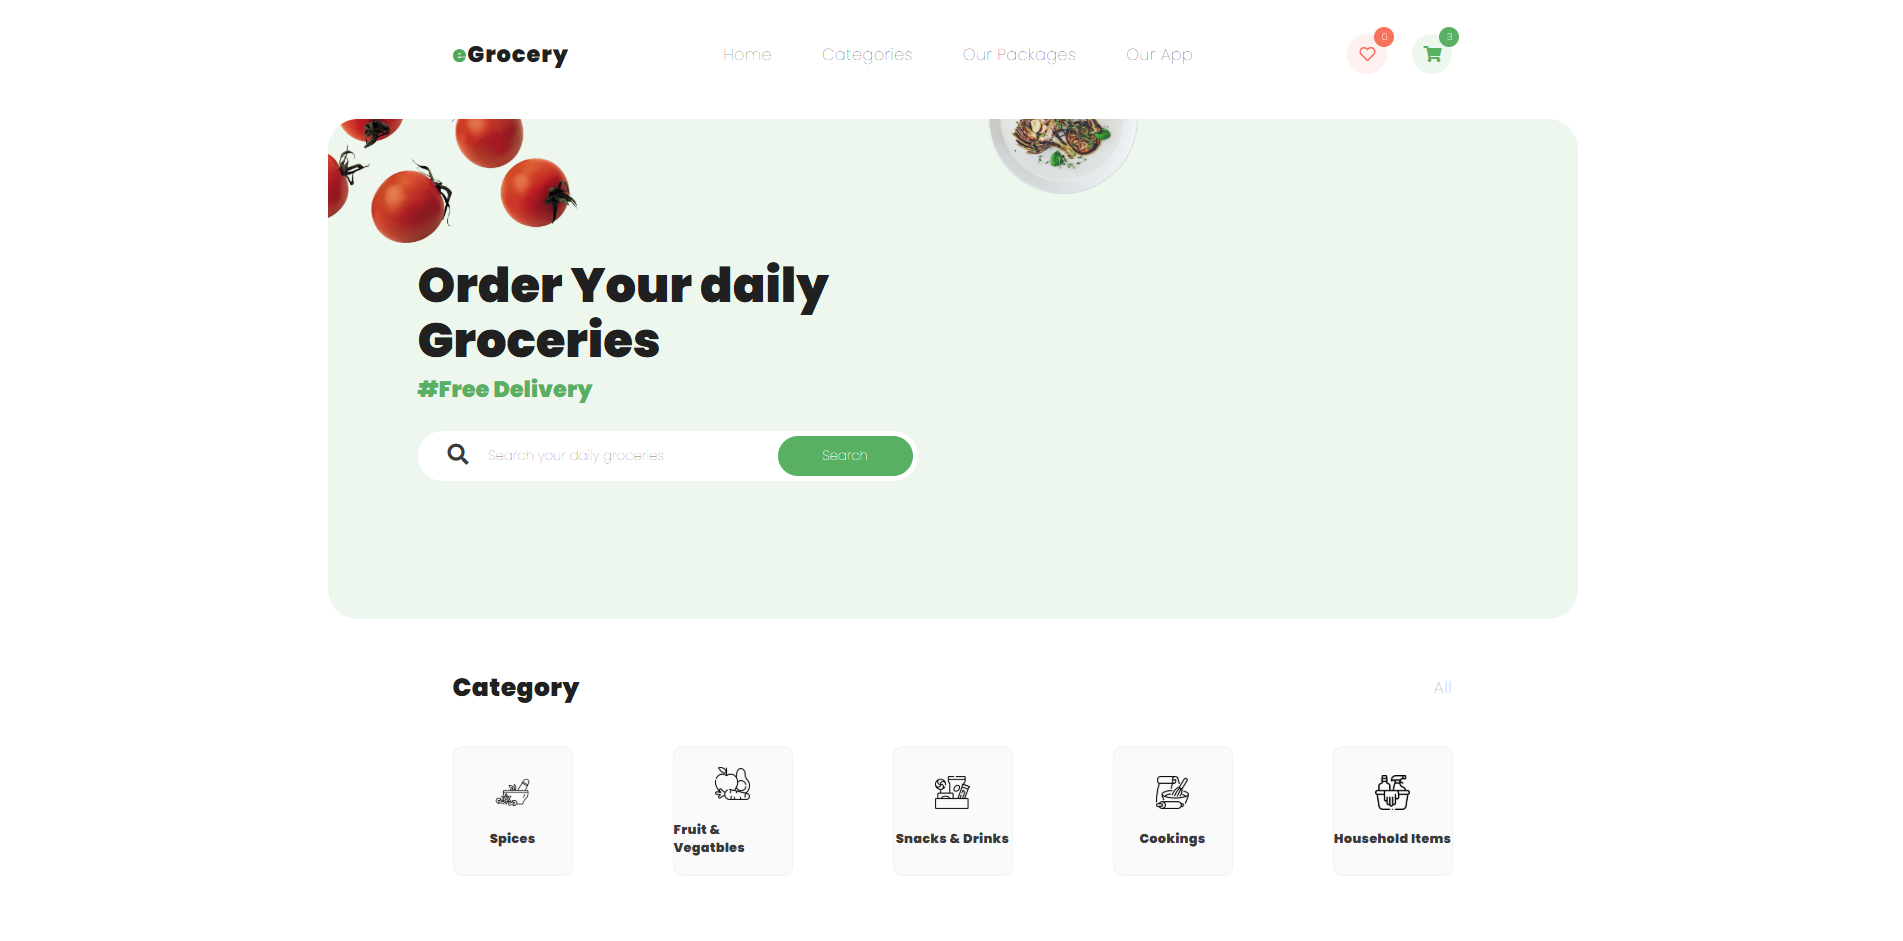 eGrocery
Home Categories Our Packages Our App
0
3
Order Your daily
Groceries
#Free Delivery
Search your daily groceries
Search
Category
All
Spices
Fruit &
Vegatbles
Snacks & Drinks
Cookings
Household Items